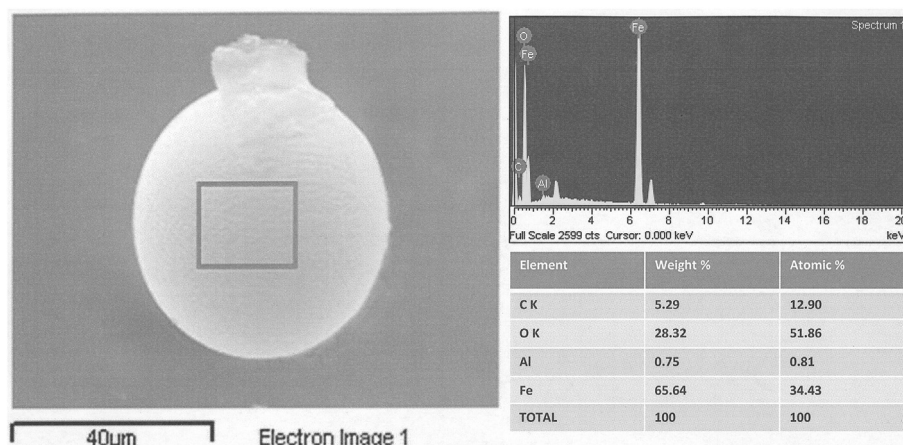 40µm
Electron Image 1
Spectrum 1
O
Fe
Fe
C
Al
0 2 4 6 8 10 12 14 16 18 20
Full Scale 2599 cts Cursor: 0.000 keV
keV
Element Weight % Atomic %
C K 5.29 12.90
O K 28.32 51.86
Al 0.75 0.81
Fe 65.64 34.43
TOTAL 100 100